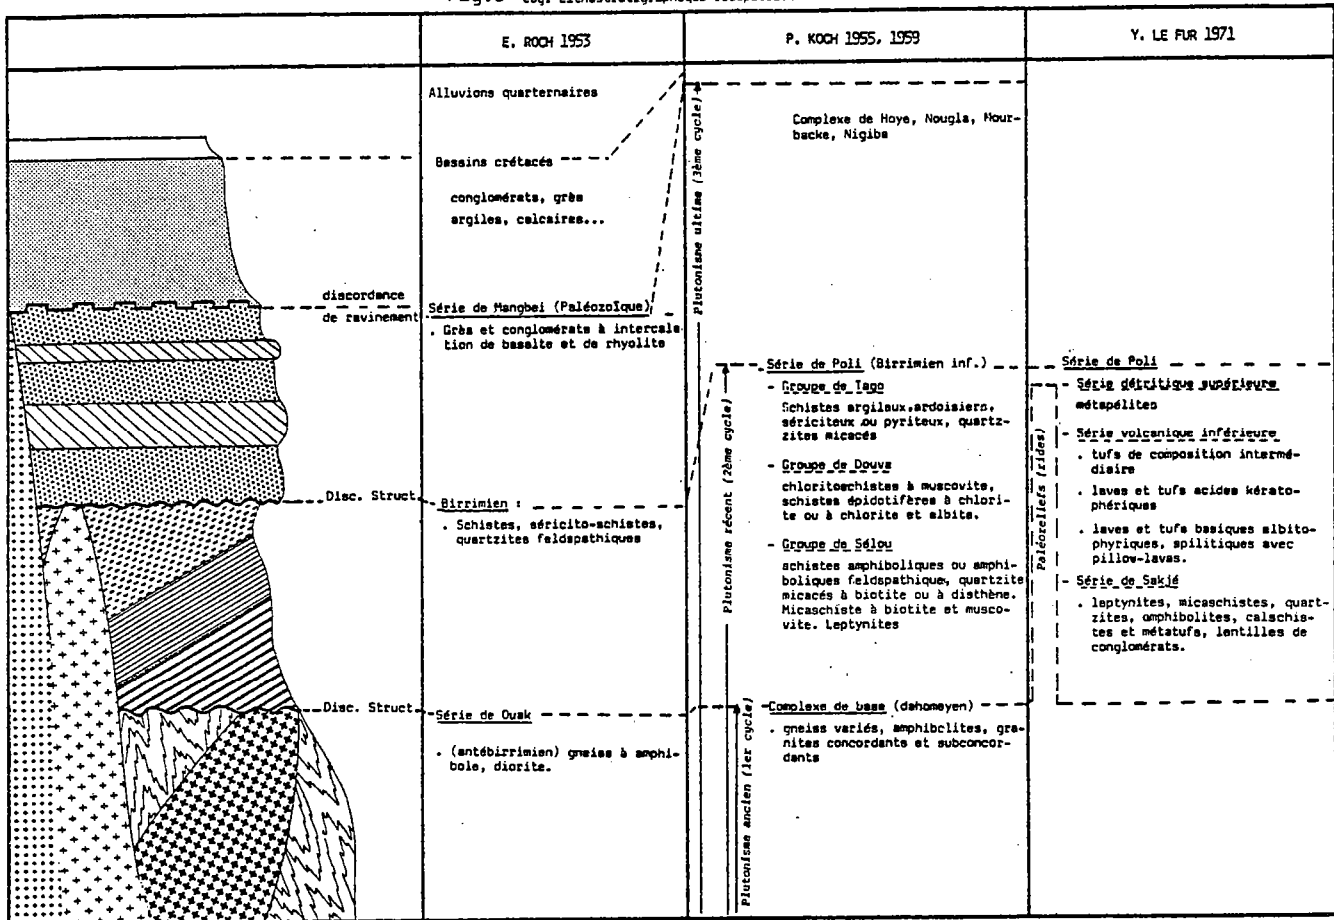 E. ROCH 1953
P. KOCH 1955, 1959
Y. LE FUR 1971
discordance
de ravinement
Disc. Struct.
Disc. Struct.
Alluvions quarternaires
Bassins crétacés
conglomérats, grès
argiles, calcaires...
Série de Mangbei (Paléozoïque)
. Grès et conglomérats à intercala-
tion de basalte et de rhyolite
Birrimien :
. Schistes, séricito-schistes,
quartzites feldspathiques
Série de Ouak
. (antébirrimien) gneiss à amphi-
bole, diorite.
Plutonisme ultime (3ème cycle)
Plutonisme récent (2ème cycle)
Plutonisme ancien (1er cycle)
Complexe de Hoye, Nougla, Hour-
backe, Nigiba
Série de Poli (Birrimien inf.)
- Groupe de Tago
Schistes argileux, ardoisiers,
sériciteux ou pyriteux, quart-
zites micacés
- Groupe de Douva
chloritoschistes à muscovite,
schistes épidotifères à chlori-
te ou à chlorite et albite.
- Groupe de Sélou
schistes amphiboliques ou amphi-
boliques feldspathique, quartzite
micacés à biotite ou à disthène.
Micaschiste à biotite et musco-
vite. Leptynites
Complexe de base (dahomeyen)
. gneiss variés, amphibolites, gra-
nites concordants et subconcor-
dants
Paléoreliefs (rides)
Série de Poli
- Série détritique supérieure
métapélites
- Série volcanique inférieure
. tufs de composition intermé-
diaire
. laves et tufs acides kérato-
phériques
. laves et tufs basiques albito-
phyriques, spilitiques avec
pillow-lavas.
- Série de Sakjé
. leptynites, micaschistes, quart-
zites, amphibolites, calschis-
tes et métatufs, lentilles de
conglomérats.